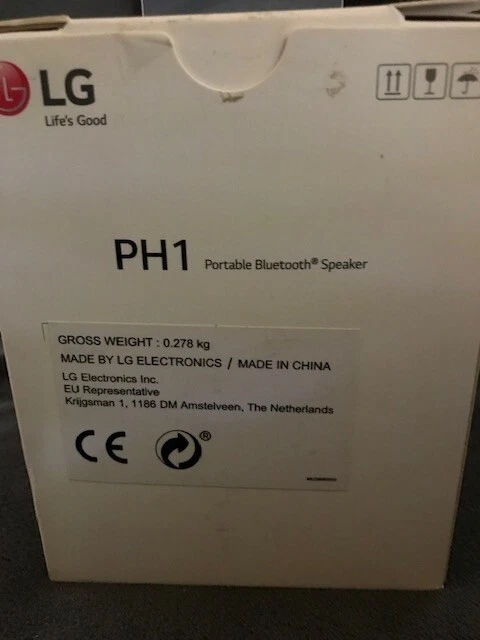 LG
Life's Good
PH1 Portable Bluetooth® Speaker
GROSS WEIGHT : 0.278 kg
MADE BY LG ELECTRONICS / MADE IN CHINA
LG Electronics Inc.
EU Representative
Krijgsman 1, 1186 DM Amstelveen, The Netherlands
CE ®